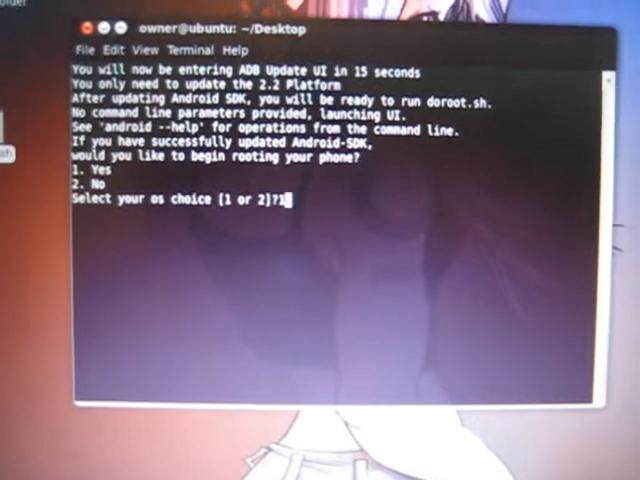 older
owner@ubuntu: ~/Desktop
File Edit View Terminal Help
You will now be entering ADB Update UI in 15 seconds
You only need to update the 2.2 Platform
After updating Android SDK, you will be ready to run doroot.sh.
No command line parameters provided, launching UI.
See 'android --help' for operations from the command line.
If you have successfully updated Android-SDK,
would you like to begin rooting your phone?
1. Yes
2. No
Select your os choice [1 or 2]?1
sh